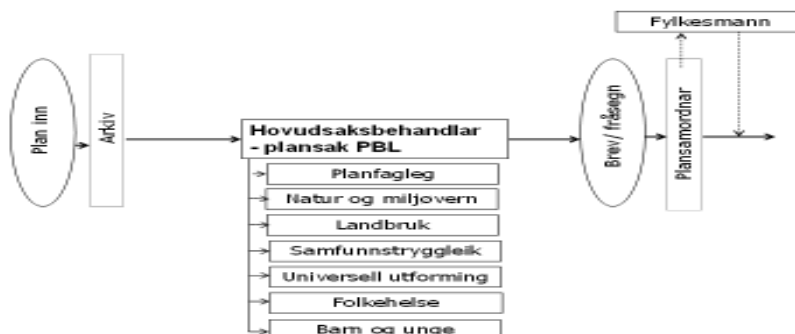 Fylkesmann
Plan inn
Arkiv
Hovudsaksbehandlar
- plansak PBL
Brev/ fråsegn
Plansamordnar
Planfagleg
Natur og miljøvern
Landbruk
Samfunnstryggleik
Universell utforming
Folkehelse
Barn og unge